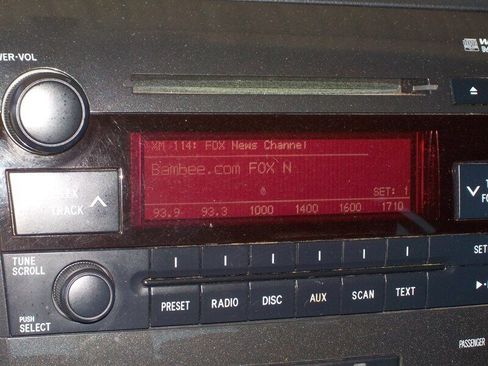 WER•VOL
XM 114: FOX News Channel
Bambee.com FOX N
SET: 1
93.9 93.3 1000 1400 1600 1710
TRACK
TUNE
SCROLL
PUSH
SELECT
PRESET RADIO DISC AUX SCAN TEXT
SET
PASSENGER